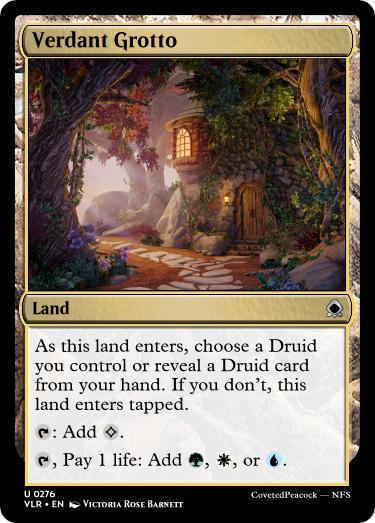 Verdant Grotto
Land
As this land enters, choose a Druid
you control or reveal a Druid card
from your hand. If you don't, this
land enters tapped.
: Add .
, Pay 1 life: Add , , or .
U 0276
VLR • EN Victoria Rose Barnett
CovetedPeacock — NFS